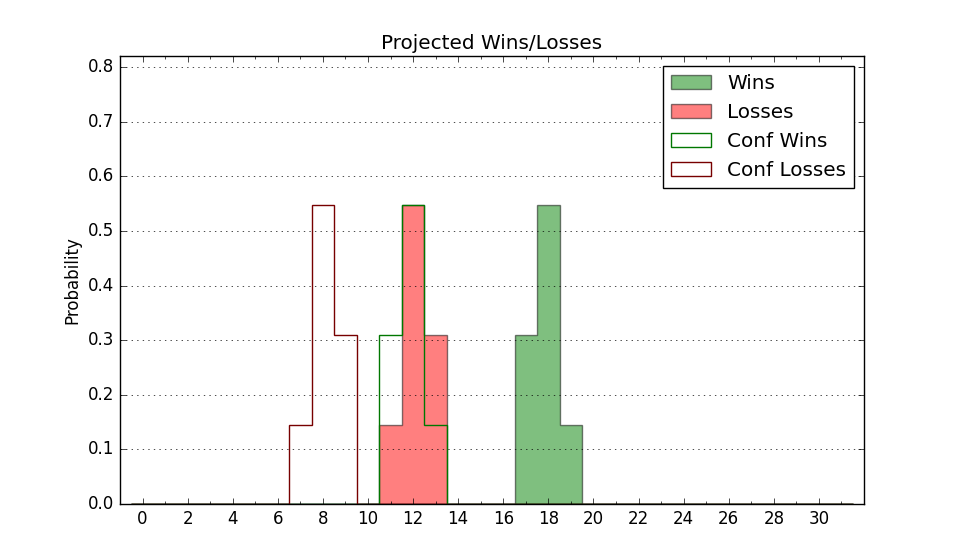 Projected Wins/Losses
0.8
0.7
0.6
0.5
0.4
0.3
0.2
0.1
0.0
Probability
Wins
Losses
Conf Wins
Conf Losses
0 2 4 6 8 10 12 14 16 18 20 22 24 26 28 30